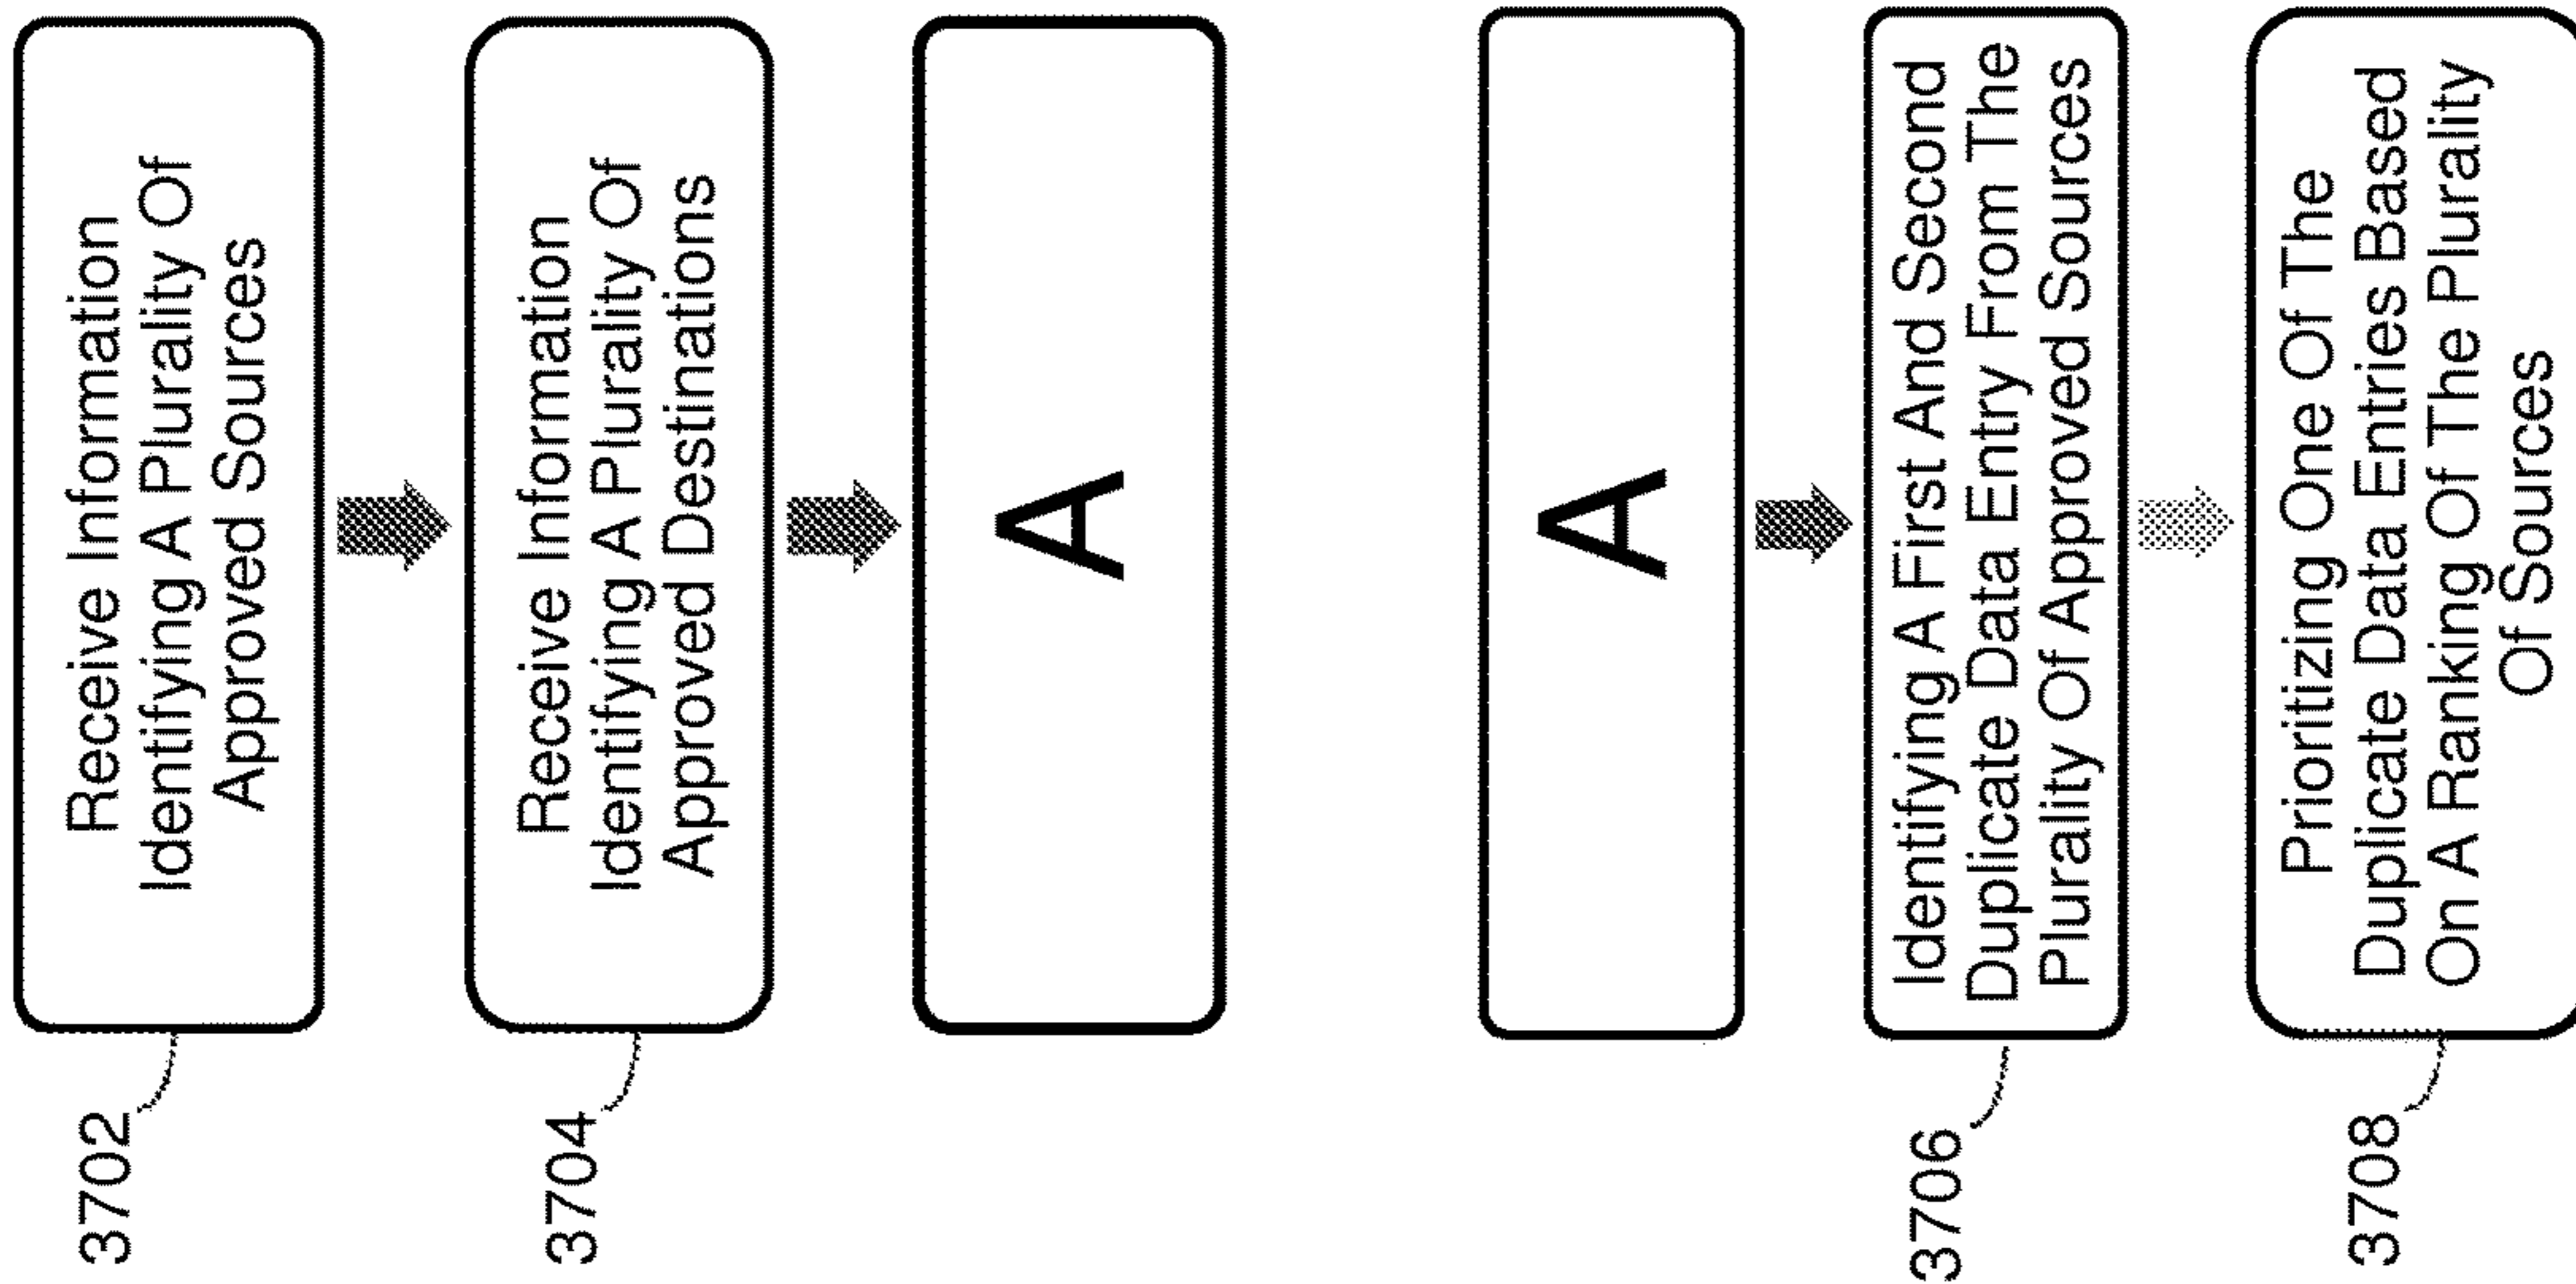 3702
Receive Information
Identifying A Plurality Of
Approved Sources
3704
Receive Information
Identifying A Plurality Of
Approved Destinations
A
A
3706
Identifying A First And Second
Duplicate Data Entry From The
Plurality Of Approved Sources
3708
Prioritizing One Of The
Duplicate Data Entries Based
On A Ranking Of The Plurality
Of Sources